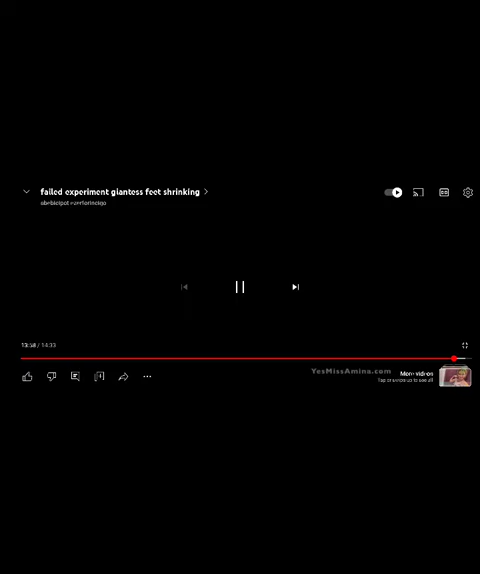 failed experiment giantess feet shrinking
13:58 / 14:33
YesMissAmina.com
More videos
Tap or swipe up to see all